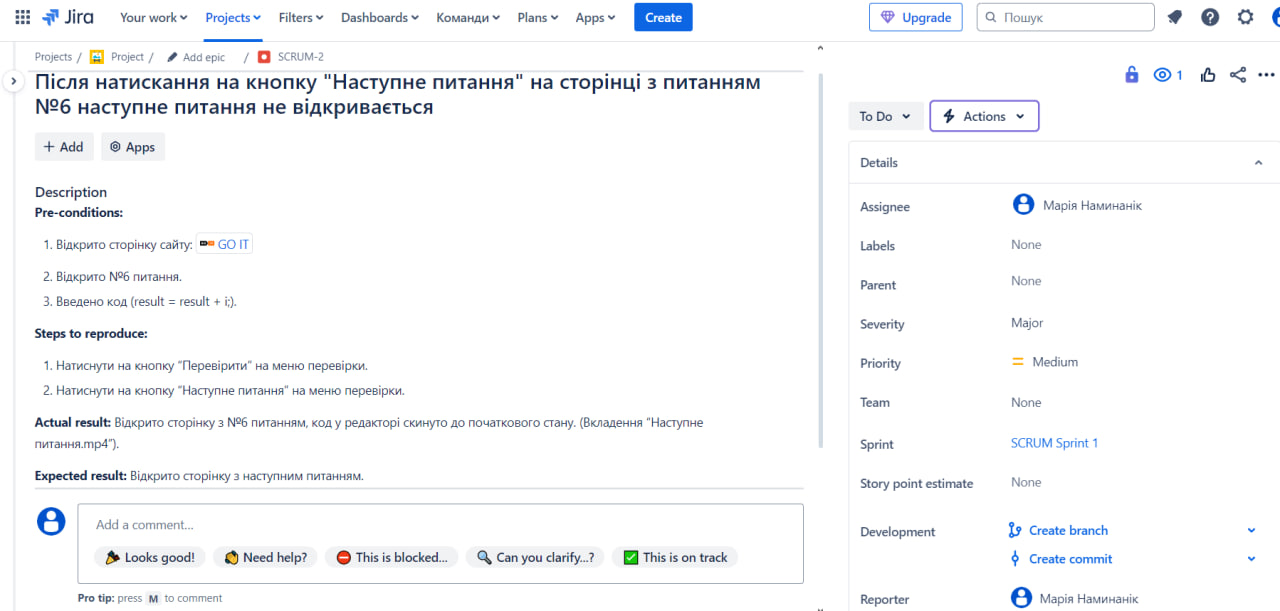 Jira Your work Projects Filters Dashboards Команди Plans Apps Create Upgrade Пошук
Projects / Project / Add epic / SCRUM-2
Після натискання на кнопку "Наступне питання" на сторінці з питанням
№6 наступне питання не відкривається
+ Add Apps
Description
Pre-conditions:
1. Відкрито сторінку сайту: GO IT
2. Відкрито №6 питання.
3. Введено код (result = result + i;).
Steps to reproduce:
1. Натиснути на кнопку “Перевірити” на меню перевірки.
2. Натиснути на кнопку “Наступне питання” на меню перевірки.
Actual result: Відкрито сторінку з №6 питанням, код у редакторі скинуто до початкового стану. (Вкладення “Наступне
питання.mp4”).
Expected result: Відкрито сторінку з наступним питанням.
Add a comment...
Looks good! Need help? This is blocked... Can you clarify...? This is on track
Pro tip: press M to comment
1
To Do Actions
Details
Assignee Марія Наминанік
Labels None
Parent None
Severity Major
Priority Medium
Team None
Sprint SCRUM Sprint 1
Story point estimate None
Development Create branch
Create commit
Reporter Марія Наминанік